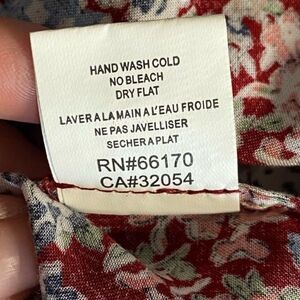 HAND WASH COLD
NO BLEACH
DRY FLAT
LAVER A LA MAIN A L'EAU FROIDE
NE PAS JAVELLISER
SECHER A PLAT
RN#66170
CA#32054